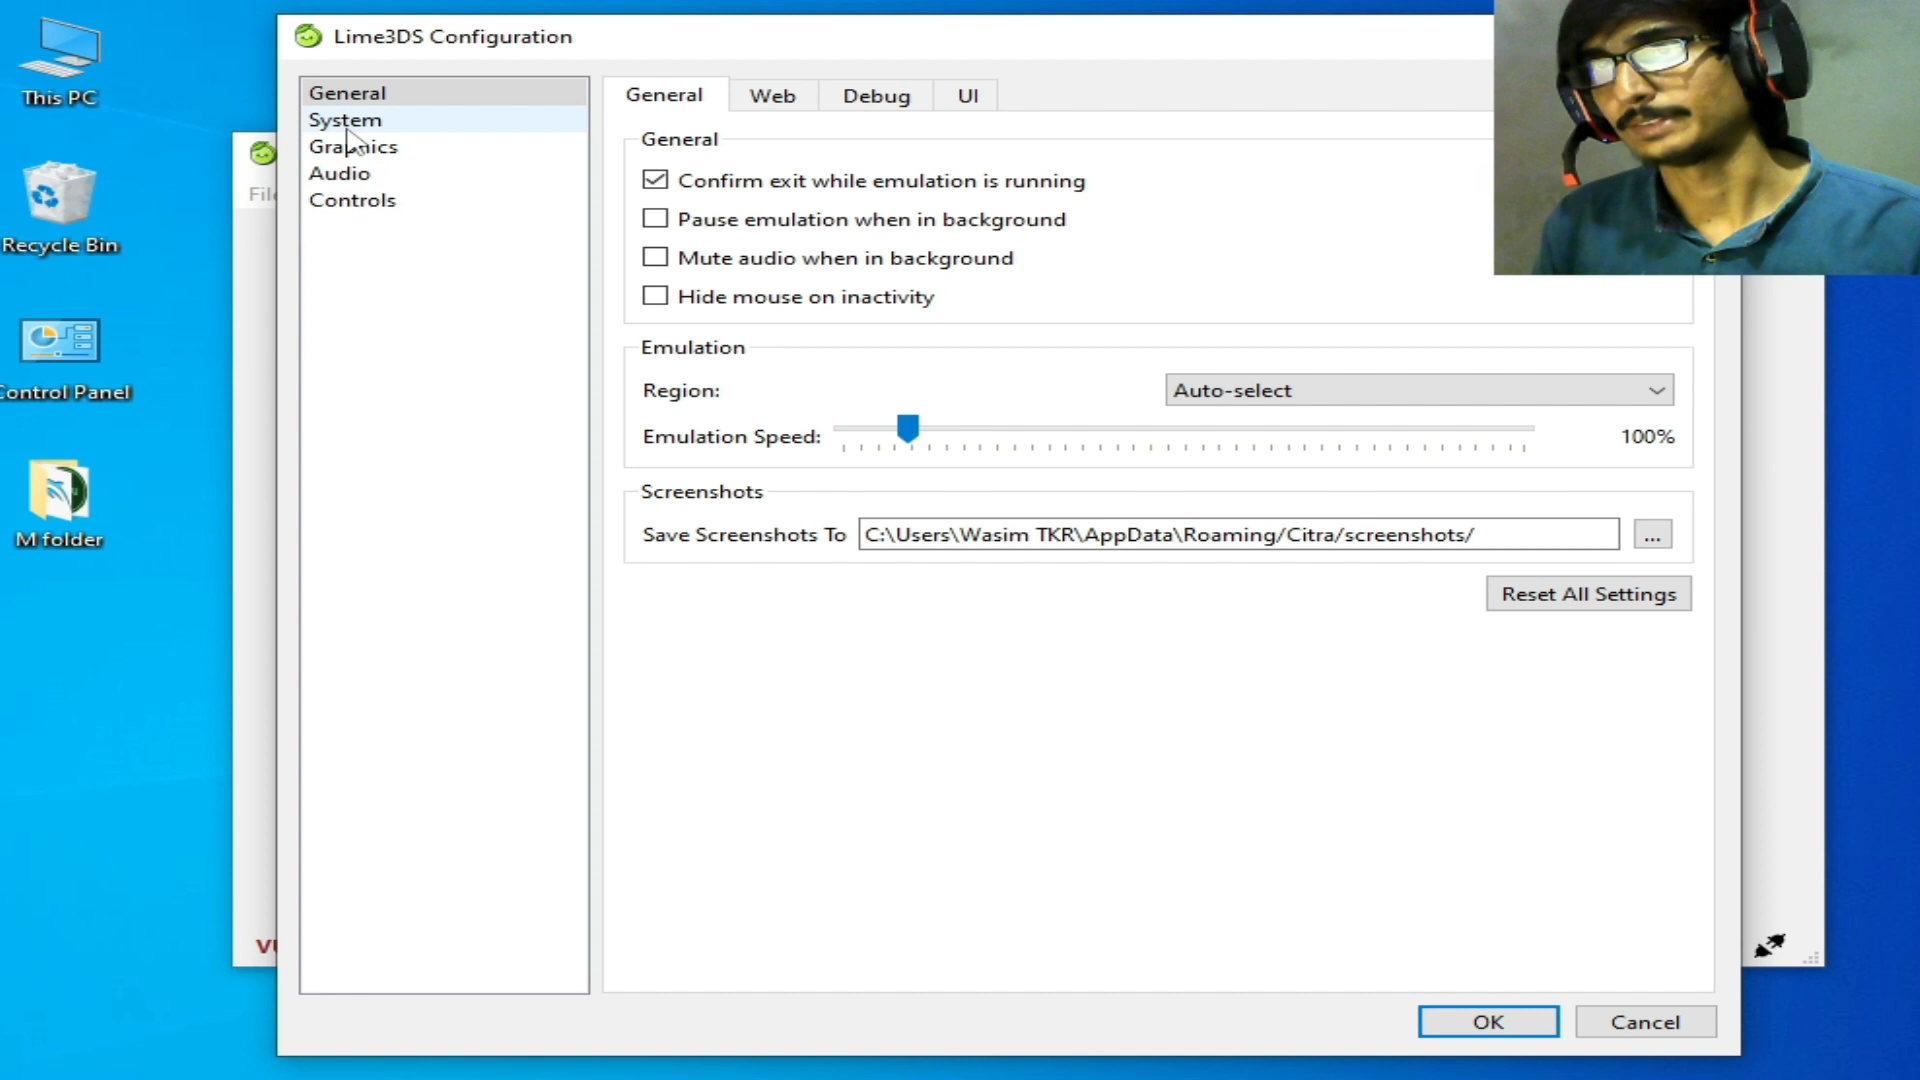 This PC
Recycle Bin
Control Panel
M folder
Lime3DS Configuration
File
General
System
Graphics
Audio
Controls
General
Web
Debug
UI
General
Confirm exit while emulation is running
Pause emulation when in background
Mute audio when in background
Hide mouse on inactivity
Emulation
Region:
Auto-select
Emulation Speed:
100%
Screenshots
Save Screenshots To
C:\Users\Wasim TKR\AppData\Roaming/Citra/screenshots/
...
Reset All Settings
OK
Cancel